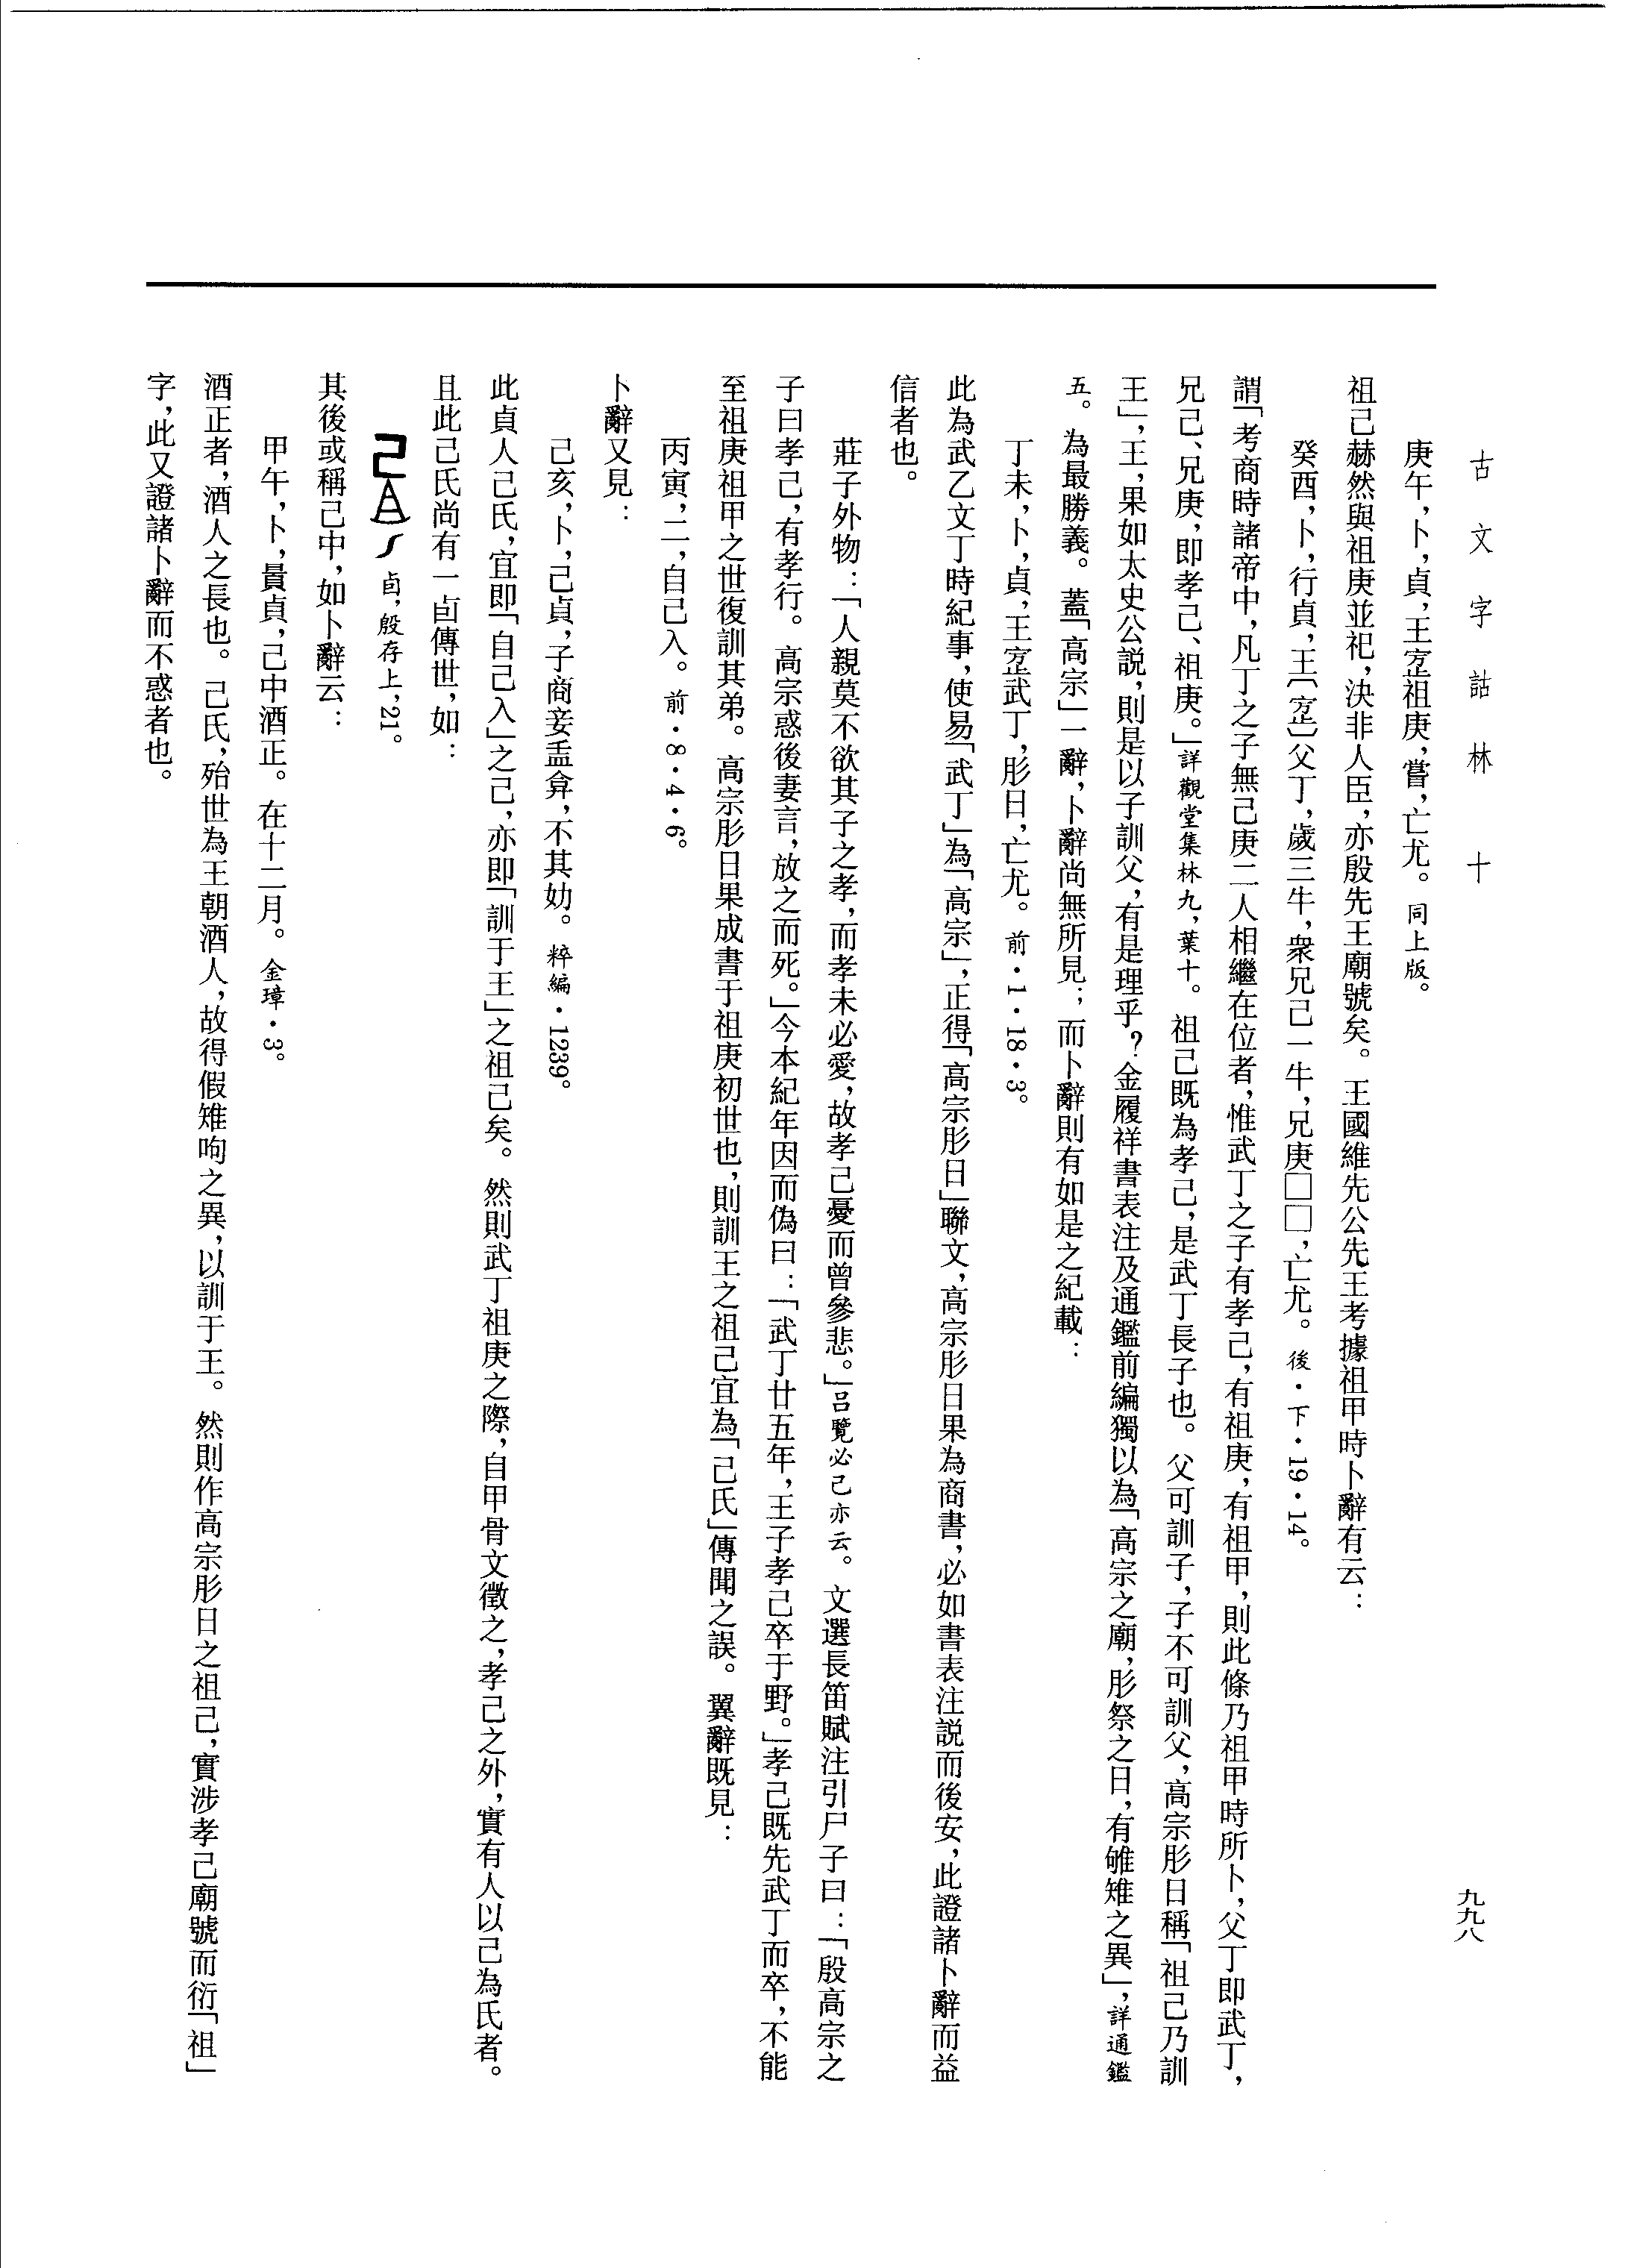 古文字詁林 十
九九八
庚午，卜，貞，王㝎祖庚，嘗，亡尤。同上版。
祖己赫然與祖庚並祀，決非人臣，亦殷先王廟號矣。王國維先公先王考據祖甲時卜辭有云：
癸酉，卜，行貞，王〔㝎〕父丁，歲三牛，眾兄己一牛，兄庚□□，亡尤。後·下·19·14。
謂「考商時諸帝中，凡丁之子無己庚二人相繼在位者，惟武丁之子有孝己，有祖庚，有祖甲，則此條乃祖甲時所卜，父丁即武丁，
兄己、兄庚，即孝己、祖庚。」詳觀堂集林九，葉十。祖己既為孝己，是武丁長子也。父可訓子，子不可訓父，高宗肜日稱「祖己乃訓
王」，王，果如太史公説，則是以子訓父，有是理乎？金履祥書表注及通鑑前編獨以為「高宗之廟，肜祭之日，有雊雉之異」，詳通鑑
五。為最勝義。蓋「高宗」一辭，卜辭尚無所見；而卜辭則有如是之紀載：
丁未，卜，貞，王㝎武丁，肜日，亡尤。前·1·18·3。
此為武乙文丁時紀事，使易「武丁」為「高宗」，正得「高宗肜日」聯文，高宗肜日果為商書，必如書表注説而後安，此證諸卜辭而益
信者也。
莊子外物：「人親莫不欲其子之孝，而孝未必愛，故孝己憂而曾參悲。」呂覽必己亦云。文選長笛賦注引尸子曰：「殷高宗之
子曰孝己，有孝行。高宗惑後妻言，放之而死。」今本紀年因而偽曰：「武丁廿五年，王子孝己卒于野。」孝己既先武丁而卒，不能
至祖庚祖甲之世復訓其弟。高宗肜日果成書于祖庚初世也，則訓王之祖己宜為「己氏」傳聞之誤。翼辭既見：
丙寅，二，自己入。前·8·4·6。
卜辭又見：
己亥，卜，己貞，子商妾盂㚏，不其妫。粹編·1239。
此貞人己氏，宜即「自己入」之己，亦即「訓于王」之祖己矣。然則武丁祖庚之際，自甲骨文徵之，孝己之外，實有人以己為氏者。
且此己氏尚有一卣傳世，如：
卣，殷存上，21。
其後或稱己中，如卜辭云：
甲午，卜，㬎貞，己中酒正。在十二月。金璋·3。
酒正者，酒人之長也。己氏，殆世為王朝酒人，故得假雉呴之異，以訓于王。然則作高宗肜日之祖己，實涉孝己廟號而衍「祖」
字，此又證諸卜辭而不惑者也。